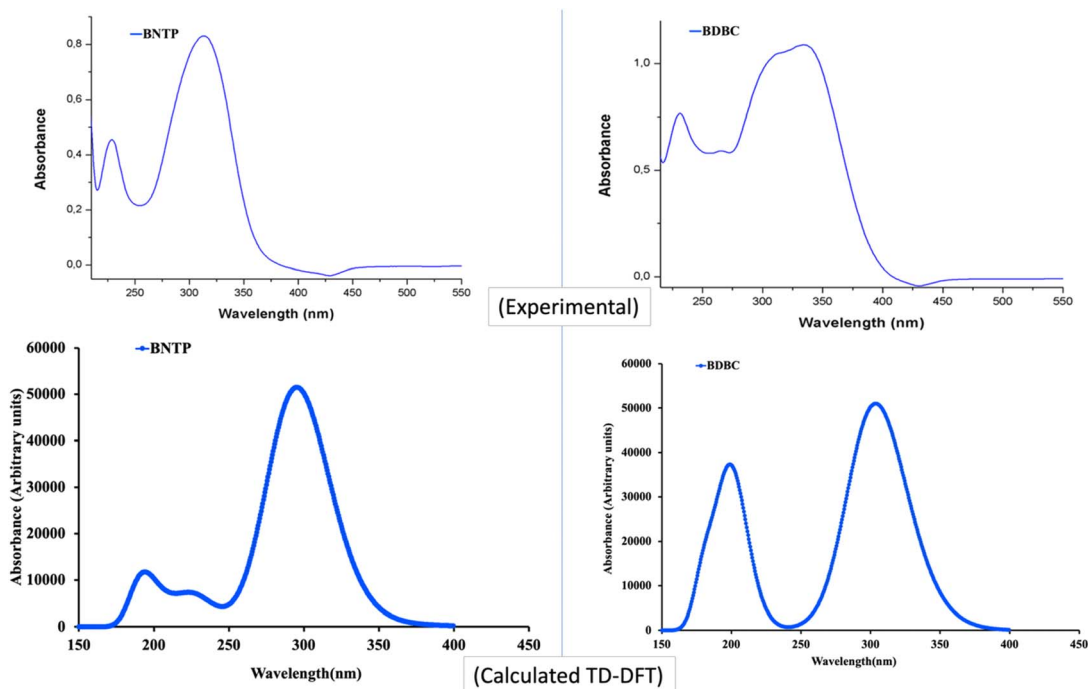 BNTP
0,8
0,6
0,4
0,2
0,0
Absorbance
250 300 350 400 450 500 550
Wavelength (nm)
BDBC
1,0
0,5
0,0
Absorbance
250 300 350 400 450 500 550
Wavelength (nm)
(Experimental)
BNTP
60000
50000
40000
30000
20000
10000
0
Absorbance (Arbitrary units)
150 200 250 300 350 400 450
Wavelength(nm)
BDBC
60000
50000
40000
30000
20000
10000
0
Absorbance (Arbitrary units)
150 200 250 300 350 400 450
Wavelength(nm)
(Calculated TD-DFT)